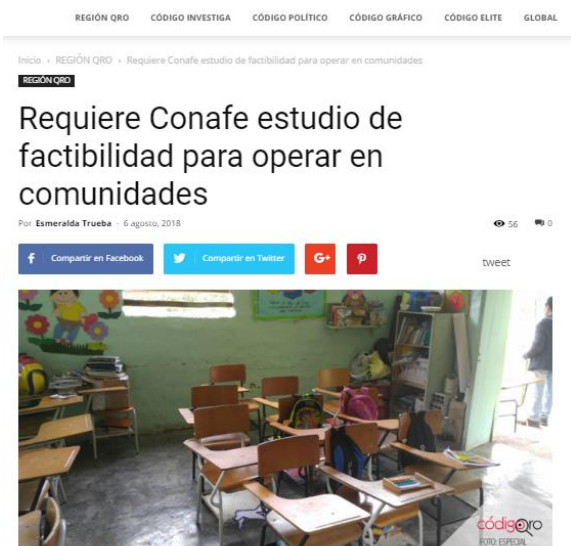 REGIÓN QRO CÓDIGO INVESTIGA CÓDIGO POLÍTICO CÓDIGO GRÁFICO CÓDIGO ELITE GLOBAL
Inicio › REGIÓN QRO › Requiere Conafe estudio de factibilidad para operar en comunidades
REGIÓN QRO
Requiere Conafe estudio de
factibilidad para operar en
comunidades
Por Esmeralda Trueba - 6 agosto, 2018 56 0
f Compartir en Facebook Compartir en Twitter G+ tweet
códigoQro
FOTO: ESPECIAL